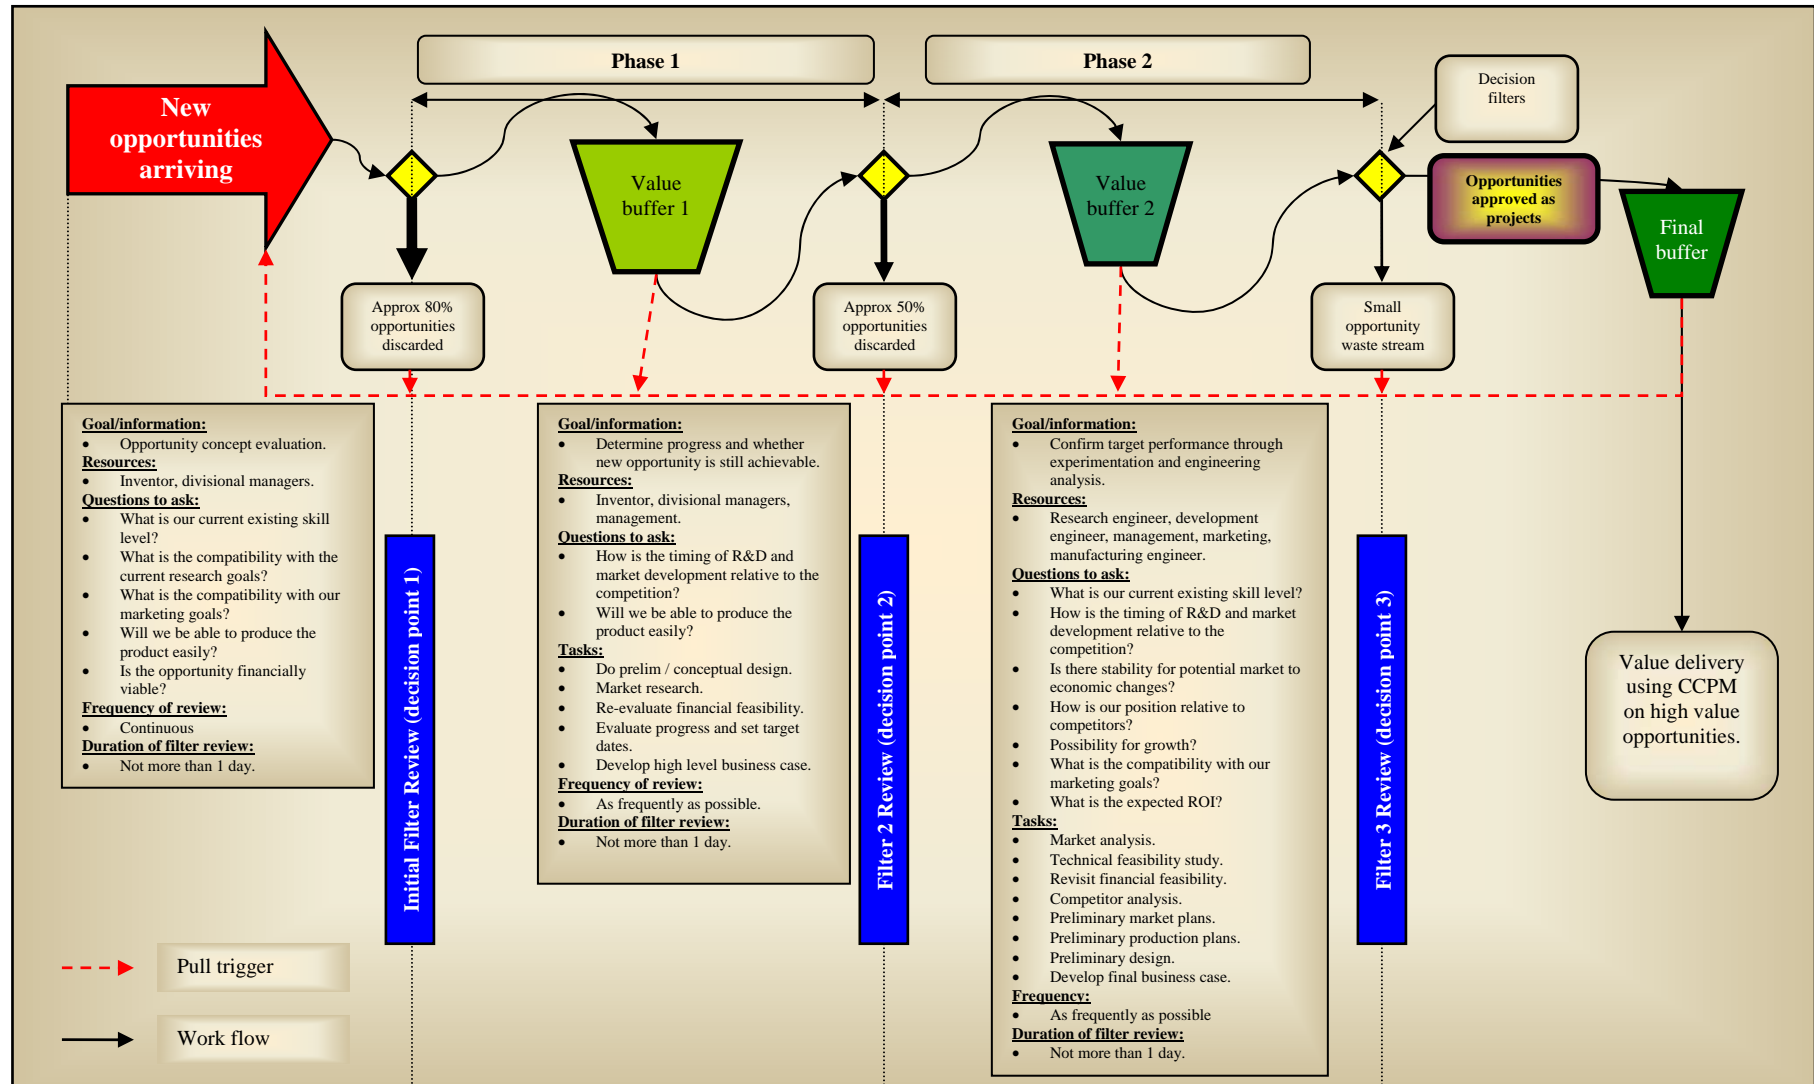 Phase 1
Phase 2
Decision
filters
New
opportunities
arriving
Value
buffer 1
Value
buffer 2
Opportunities
approved as
projects
Final
buffer
Approx 80%
opportunities
discarded
Approx 50%
opportunities
discarded
Small
opportunity
waste stream
Goal/information:
• Opportunity concept evaluation.
Resources:
• Inventor, divisional managers.
Questions to ask:
• What is our current existing skill
level?
• What is the compatibility with the
current research goals?
• What is the compatibility with our
marketing goals?
• Will we be able to produce the
product easily?
• Is the opportunity financially
viable?
Frequency of review:
• Continuous
Duration of filter review:
• Not more than 1 day.
Initial Filter Review (decision point 1)
Goal/information:
• Determine progress and whether
new opportunity is still achievable.
Resources:
• Inventor, divisional managers,
management.
Questions to ask:
• How is the timing of R&D and
market development relative to the
competition?
• Will we be able to produce the
product easily?
Tasks:
• Do prelim / conceptual design.
• Market research.
• Re-evaluate financial feasibility.
• Evaluate progress and set target
dates.
• Develop high level business case.
Frequency of review:
• As frequently as possible.
Duration of filter review:
• Not more than 1 day.
Filter 2 Review (decision point 2)
Goal/information:
• Confirm target performance through
experimentation and engineering
analysis.
Resources:
• Research engineer, development
engineer, management, marketing,
manufacturing engineer.
Questions to ask:
• What is our current existing skill level?
• How is the timing of R&D and market
development relative to the
competition?
• Is there stability for potential market to
economic changes?
• How is our position relative to
competitors?
• Possibility for growth?
• What is the compatibility with our
marketing goals?
• What is the expected ROI?
Tasks:
• Market analysis.
• Technical feasibility study.
• Revisit financial feasibility.
• Competitor analysis.
• Preliminary market plans.
• Preliminary production plans.
• Preliminary design.
• Develop final business case.
Frequency:
• As frequently as possible
Duration of filter review:
• Not more than 1 day.
Filter 3 Review (decision point 3)
Value delivery
using CCPM
on high value
opportunities.
Pull trigger
Work flow